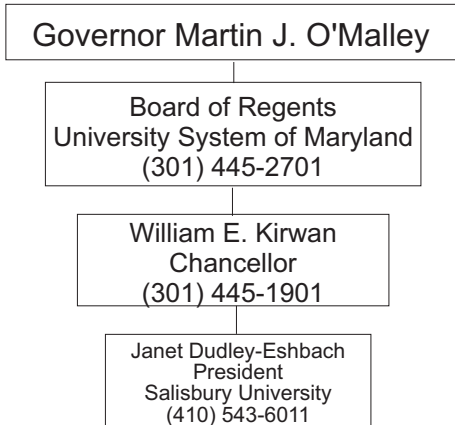 Governor Martin J. O'Malley
Board of Regents
University System of Maryland
(301) 445-2701
William E. Kirwan
Chancellor
(301) 445-1901
Janet Dudley-Eshbach
President
Salisbury University
(410) 543-6011